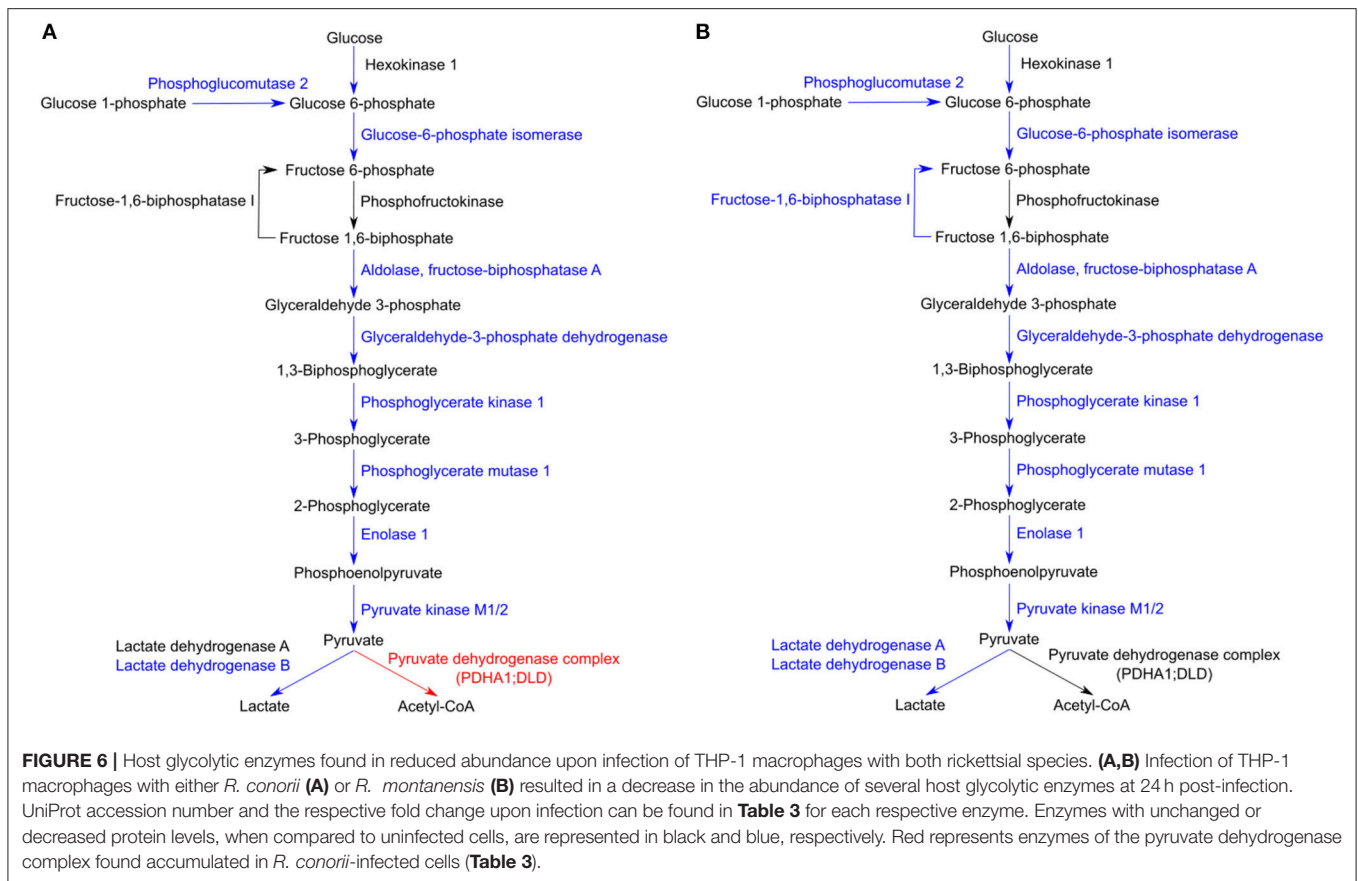 A
Glucose
Hexokinase 1
Phosphoglucomutase 2
Glucose 1-phosphate
Glucose 6-phosphate
Glucose-6-phosphate isomerase
Fructose 6-phosphate
Fructose-1,6-biphosphatase I
Phosphofructokinase
Fructose 1,6-biphosphate
Aldolase, fructose-biphosphatase A
Glyceraldehyde 3-phosphate
Glyceraldehyde-3-phosphate dehydrogenase
1,3-Biphosphoglycerate
Phosphoglycerate kinase 1
3-Phosphoglycerate
Phosphoglycerate mutase 1
2-Phosphoglycerate
Enolase 1
Phosphoenolpyruvate
Pyruvate kinase M1/2
Pyruvate
Lactate dehydrogenase A
Lactate dehydrogenase B
Pyruvate dehydrogenase complex
(PDHA1;DLD)
Lactate
Acetyl-CoA
B
Glucose
Hexokinase 1
Phosphoglucomutase 2
Glucose 1-phosphate
Glucose 6-phosphate
Glucose-6-phosphate isomerase
Fructose 6-phosphate
Fructose-1,6-biphosphatase I
Phosphofructokinase
Fructose 1,6-biphosphate
Aldolase, fructose-biphosphatase A
Glyceraldehyde 3-phosphate
Glyceraldehyde-3-phosphate dehydrogenase
1,3-Biphosphoglycerate
Phosphoglycerate kinase 1
3-Phosphoglycerate
Phosphoglycerate mutase 1
2-Phosphoglycerate
Enolase 1
Phosphoenolpyruvate
Pyruvate kinase M1/2
Pyruvate
Lactate dehydrogenase A
Lactate dehydrogenase B
Pyruvate dehydrogenase complex
(PDHA1;DLD)
Lactate
Acetyl-CoA
FIGURE 6 | Host glycolytic enzymes found in reduced abundance upon infection of THP-1 macrophages with both rickettsial species. (A,B) Infection of THP-1
macrophages with either R. conorii (A) or R. montanensis (B) resulted in a decrease in the abundance of several host glycolytic enzymes at 24 h post-infection.
UniProt accession number and the respective fold change upon infection can be found in Table 3 for each respective enzyme. Enzymes with unchanged or
decreased protein levels, when compared to uninfected cells, are represented in black and blue, respectively. Red represents enzymes of the pyruvate dehydrogenase
complex found accumulated in R. conorii-infected cells (Table 3).